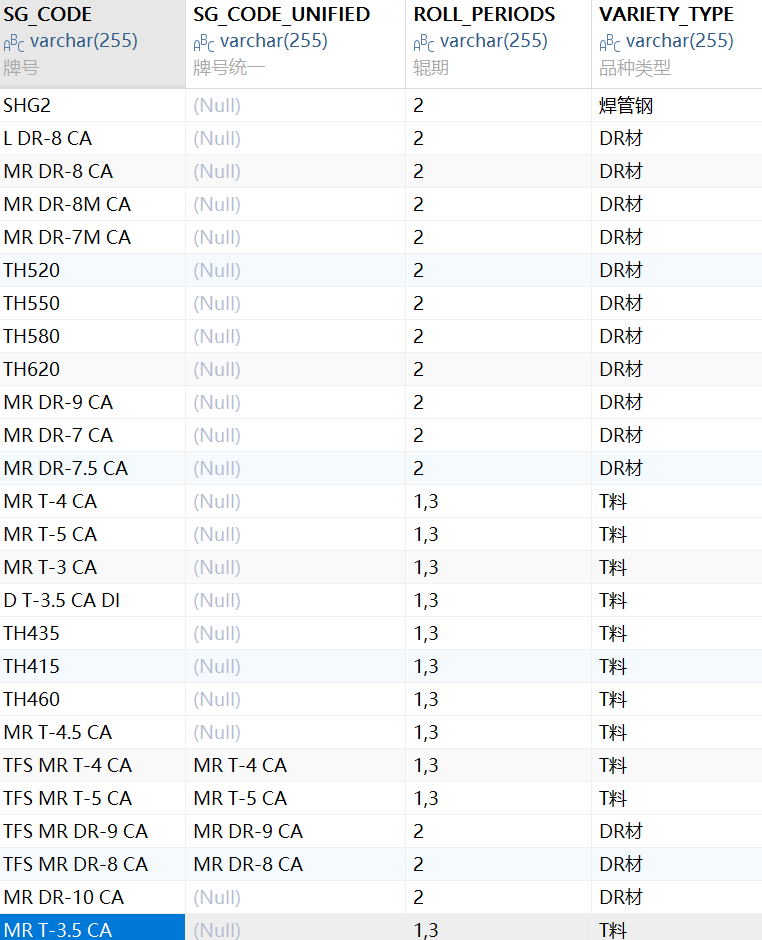 SG_CODE SG_CODE_UNIFIED ROLL_PERIODS VARIETY_TYPE
ABC varchar(255) ABC varchar(255) ABC varchar(255) ABC varchar(255)
牌号 牌号统一 辊期 品种类型
SHG2 (Null) 2 焊管钢
L DR-8 CA (Null) 2 DR材
MR DR-8 CA (Null) 2 DR材
MR DR-8M CA (Null) 2 DR材
MR DR-7M CA (Null) 2 DR材
TH520 (Null) 2 DR材
TH550 (Null) 2 DR材
TH580 (Null) 2 DR材
TH620 (Null) 2 DR材
MR DR-9 CA (Null) 2 DR材
MR DR-7 CA (Null) 2 DR材
MR DR-7.5 CA (Null) 2 DR材
MR T-4 CA (Null) 1,3 T料
MR T-5 CA (Null) 1,3 T料
MR T-3 CA (Null) 1,3 T料
D T-3.5 CA DI (Null) 1,3 T料
TH435 (Null) 1,3 T料
TH415 (Null) 1,3 T料
TH460 (Null) 1,3 T料
MR T-4.5 CA (Null) 1,3 T料
TFS MR T-4 CA MR T-4 CA 1,3 T料
TFS MR T-5 CA MR T-5 CA 1,3 T料
TFS MR DR-9 CA MR DR-9 CA 2 DR材
TFS MR DR-8 CA MR DR-8 CA 2 DR材
MR DR-10 CA (Null) 2 DR材
MR T-3.5 CA (Null) 1,3 T料